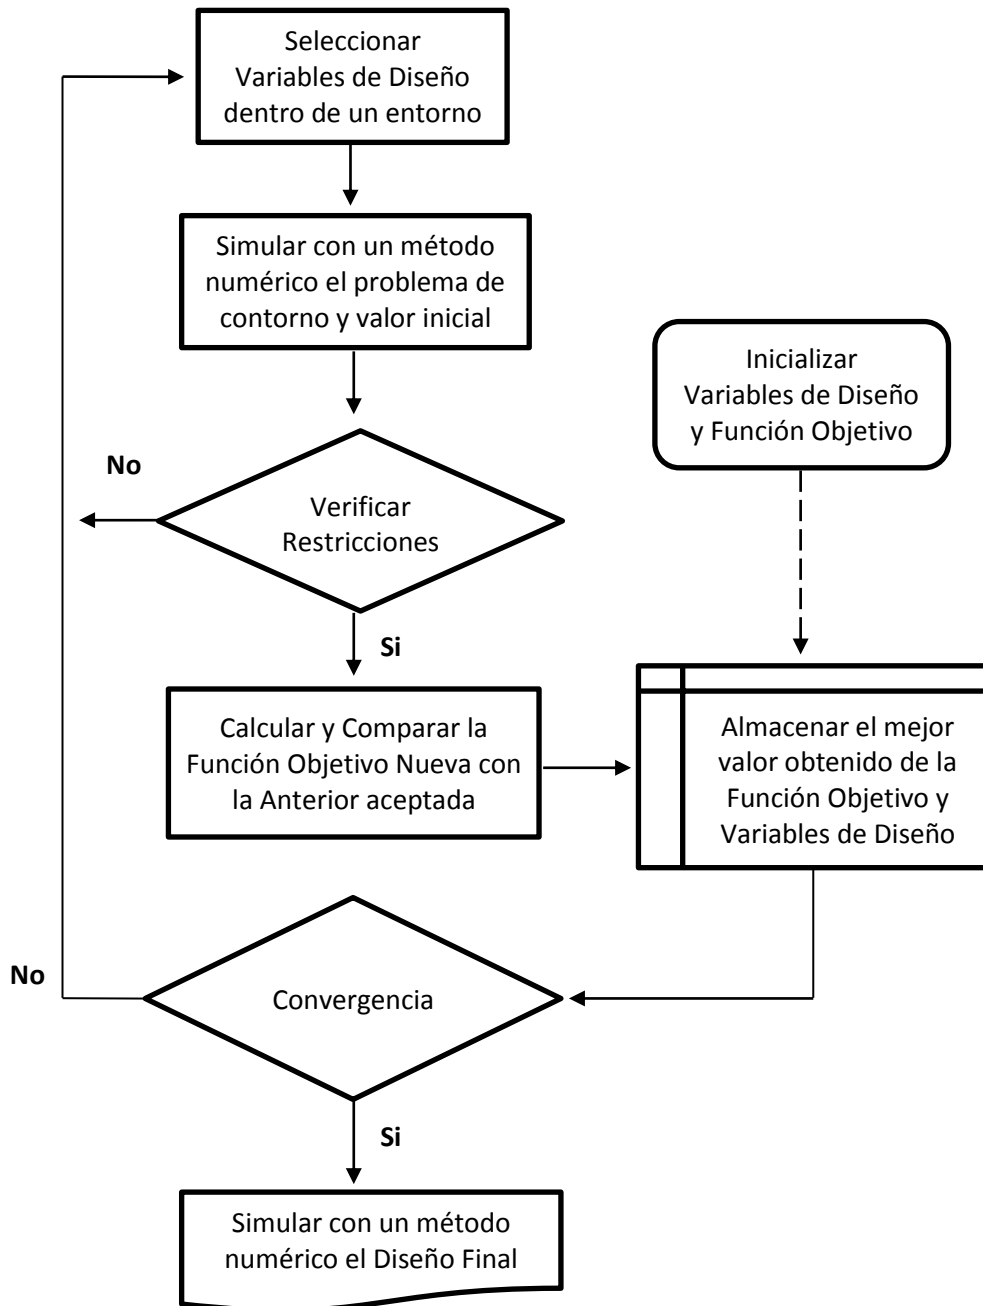 Seleccionar
Variables de Diseño
dentro de un entorno
Simular con un método
numérico el problema de
contorno y valor inicial
Inicializar
Variables de Diseño
y Función Objetivo
No
Verificar
Restricciones
Si
Calcular y Comparar la
Función Objetivo Nueva con
la Anterior aceptada
Almacenar el mejor
valor obtenido de la
Función Objetivo y
Variables de Diseño
No
Convergencia
Si
Simular con un método
numérico el Diseño Final